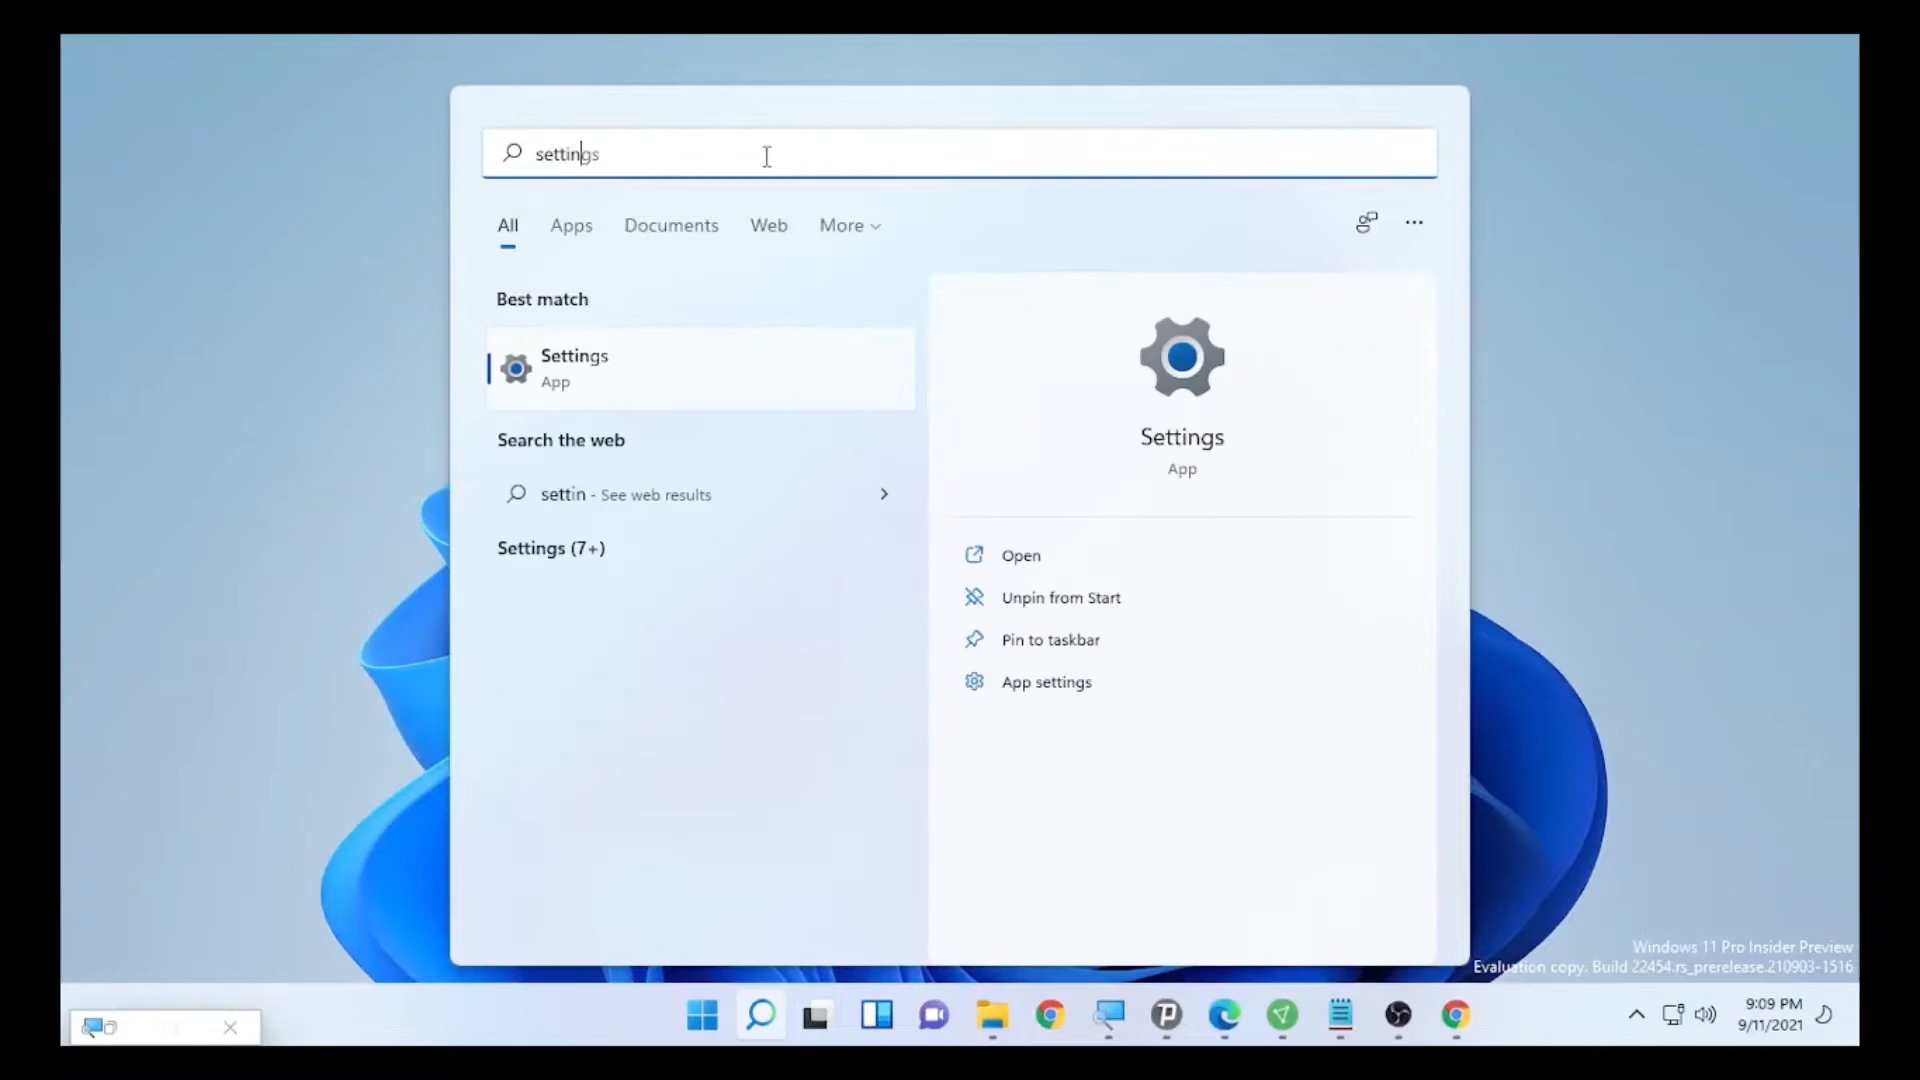 settings
All Apps Documents Web More
Best match
Settings
App
Search the web
settin - See web results
Settings (7+)
Settings
App
Open
Unpin from Start
Pin to taskbar
App settings
Windows 11 Pro Insider Preview
Evaluation copy. Build 22454.rs_prerelease.210903-1516
9:09 PM
9/11/2021